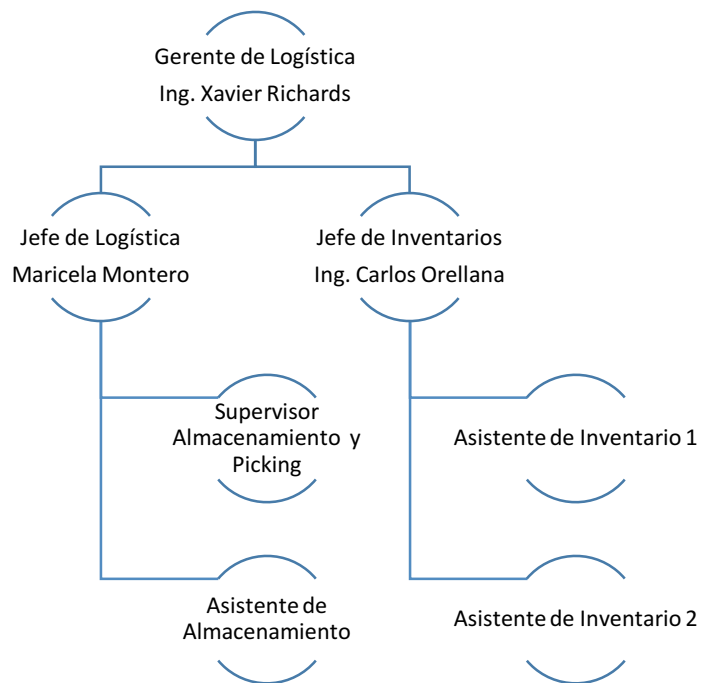 Gerente de Logística
Ing. Xavier Richards
Jefe de Logística
Maricela Montero
Jefe de Inventarios
Ing. Carlos Orellana
Supervisor
Almacenamiento y
Picking
Asistente de Inventario 1
Asistente de
Almacenamiento
Asistente de Inventario 2